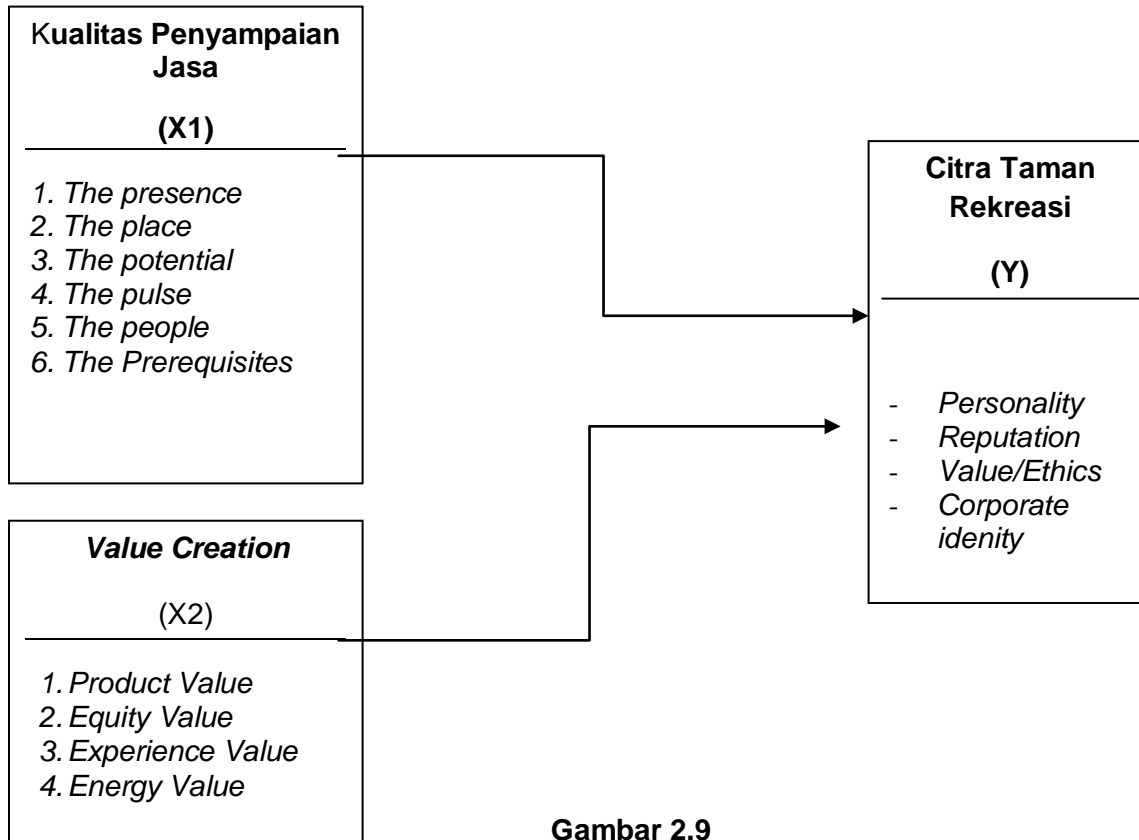 Kualitas Penyampaian
Jasa
(X1)
1. The presence
2. The place
3. The potential
4. The pulse
5. The people
6. The Prerequisites
Citra Taman
Rekreasi
(Y)
- Personality
- Reputation
- Value/Ethics
- Corporate
idenity
Value Creation
(X2)
1. Product Value
2. Equity Value
3. Experience Value
4. Energy Value
Gambar 2.9